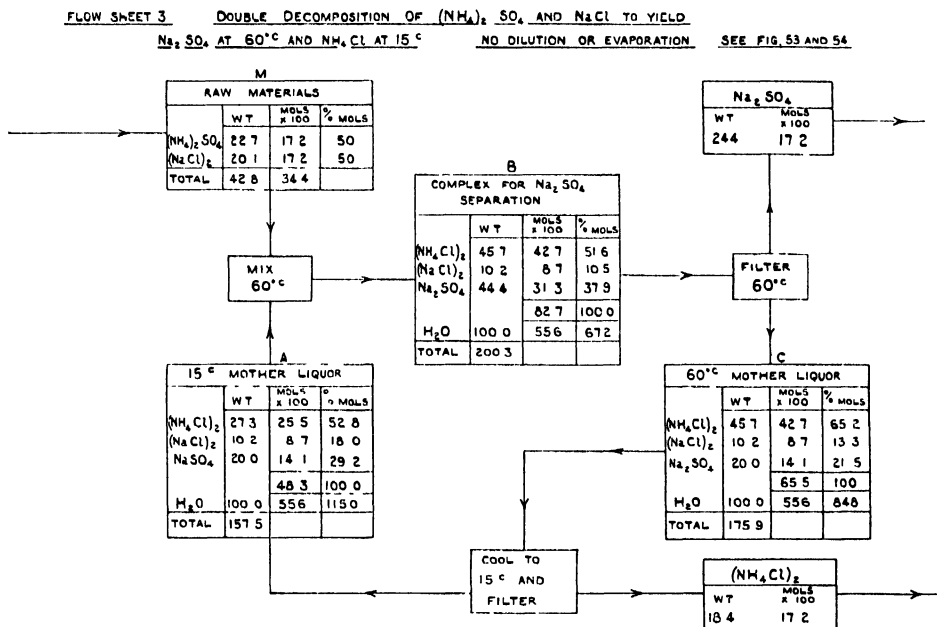 FLOW SHEET 3 DOUBLE DECOMPOSITION OF (NH4)2 SO4 AND NaCl TO YIELD
Na2 SO4 AT 60°C AND NH4 Cl AT 15 C NO DILUTION OR EVAPORATION SEE FIG, 53 AND 54
M
RAW MATERIALS
WT MOLS x 100 % MOLS
(NH4)2 SO4 22 7 17 2 50
(NaCl)2 20 1 17 2 50
TOTAL 42 8 34 4
Na2 SO4
WT MOLS x 100
244 17 2
B
COMPLEX FOR Na2 SO4
SEPARATION
WT MOLS x 100 % MOLS
(NH4Cl)2 45 7 42 7 51 6
(NaCl)2 10 2 8 7 10 5
Na2SO4 44 4 31 3 37 9
82 7 100 0
H2O 100 0 556 672
TOTAL 200 3
MIX
60°C
FILTER
60°C
A
15 C MOTHER LIQUOR
WT MOLS x 100 % MOLS
(NH4Cl)2 27 3 25 5 52 8
(NaCl)2 10 2 8 7 18 0
NaSO4 20 0 14 1 29 2
48 3 100 0
H2O 100 0 556 1150
TOTAL 157 5
C
60°C MOTHER LIQUOR
WT MOLS x 100 % MOLS
(NH4Cl)2 45 7 42 7 65 2
(NaCl)2 10 2 8 7 13 3
Na2SO4 20 0 14 1 21 5
65 5 100
H2O 100 0 556 848
TOTAL 175 9
COOL TO
15 C AND
FILTER
(NH4Cl)2
WT MOLS x 100
18 4 17 2